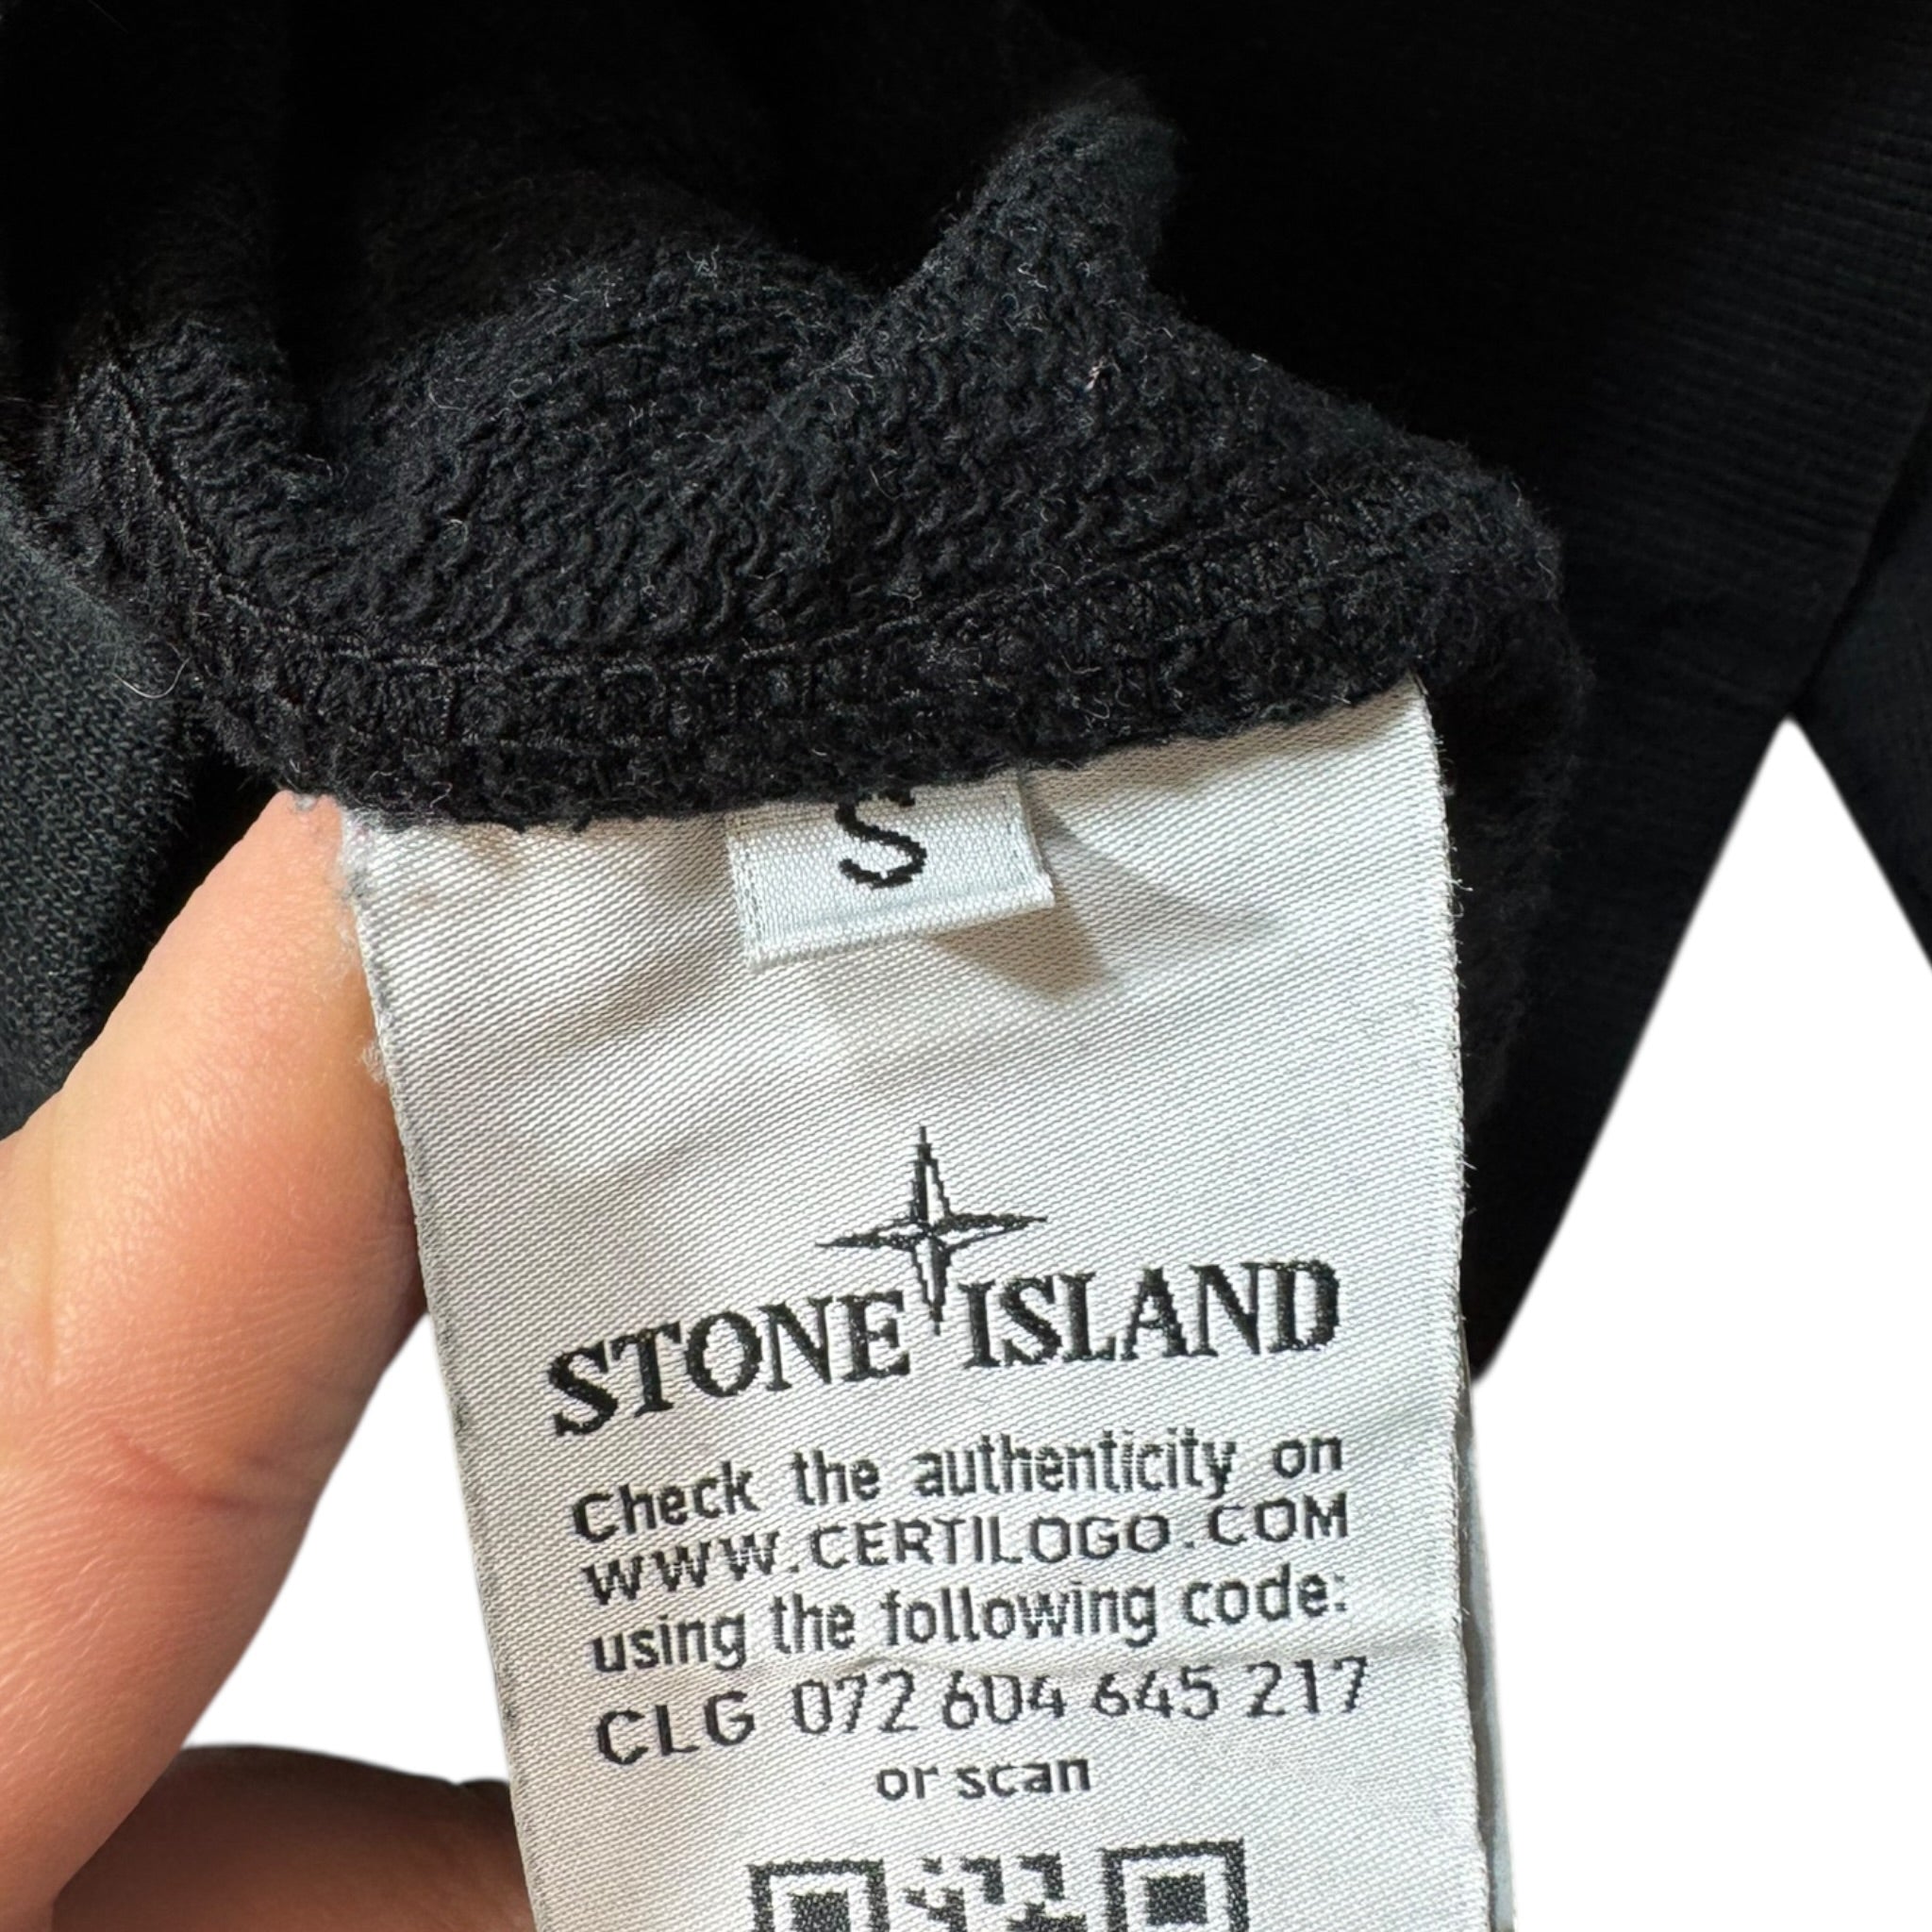 S
STONE ISLAND
Check the authenticity on
WWW.CERTILOGO.COM
using the following code:
CLG 072 604 645 217
or scan